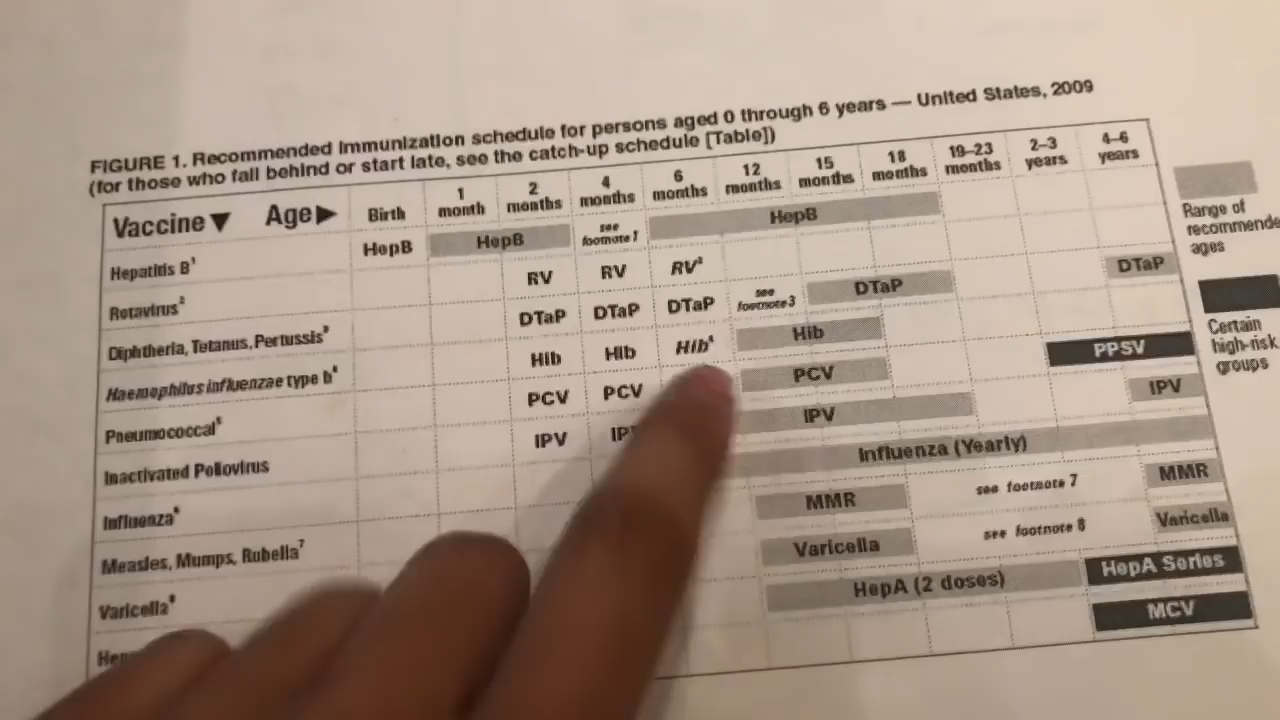 FIGURE 1. Recommended immunization schedule for persons aged 0 through 6 years — United States, 2009
(for those who fall behind or start late, see the catch-up schedule [Table])
Vaccine▼ Age▶ Birth 1 month 2 months 4 months 6 months 12 months 15 months 18 months 19–23 months 2–3 years 4–6 years
Hepatitis B¹ HepB HepB see footnote 1 HepB
Rotavirus² RV RV RV²
Diphtheria, Tetanus, Pertussis³ DTaP DTaP DTaP see footnote 3 DTaP DTaP
Haemophilus influenzae type b⁴ Hib Hib Hib⁴ Hib
Pneumococcal⁵ PCV PCV PCV PPSV
Inactivated Poliovirus IPV IPV IPV
Influenza⁶ Influenza (Yearly)
Measles, Mumps, Rubella⁷ MMR see footnote 7 MMR
Varicella⁸ Varicella see footnote 8 Varicella
HepA (2 doses) HepA Series
MCV
Range of
recommende
ages
Certain
high-risk
groups